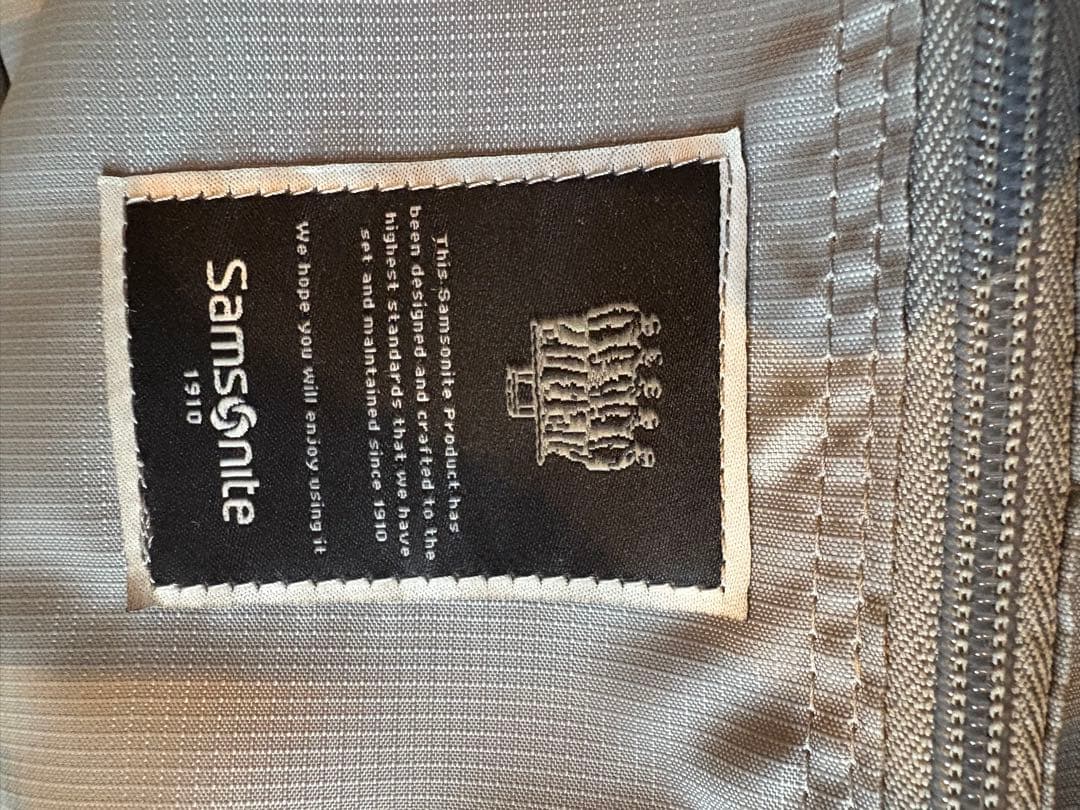 This Samsonite Product has
been designed and crafted to the
highest standards that we have
set and maintained since 1910
We hope you will enjoy using it
Samsonite
1910